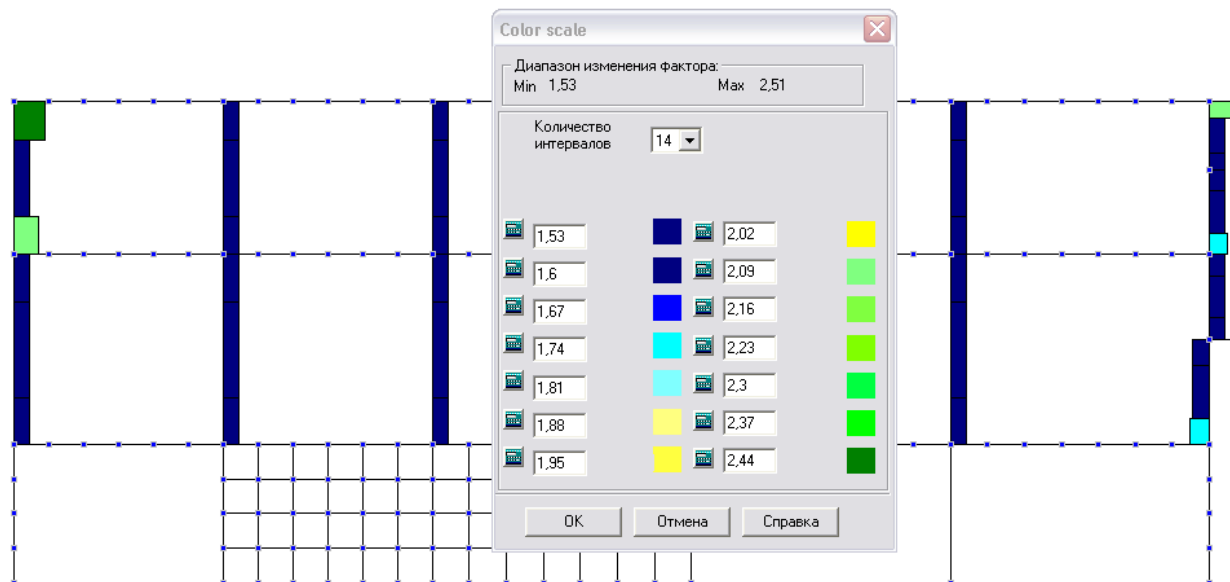 Color scale
Диапазон изменения фактора:
Min 1,53 Max 2,51
Количество
интервалов
14
1,53 2,02
1,6 2,09
1,67 2,16
1,74 2,23
1,81 2,3
1,88 2,37
1,95 2,44
OK Отмена Справка